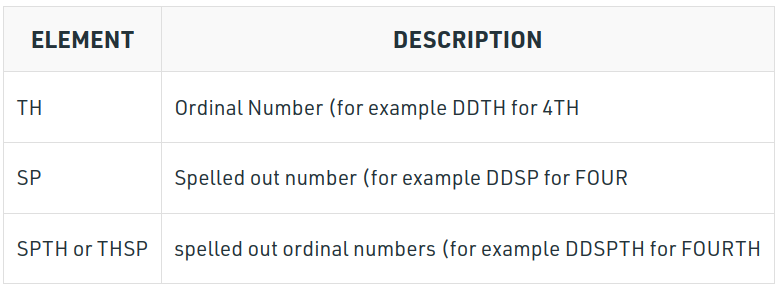 ELEMENT DESCRIPTION
TH Ordinal Number (for example DDTH for 4TH
SP Spelled out number (for example DDSP for FOUR
SPTH or THSP spelled out ordinal numbers (for example DDSPTH for FOURTH